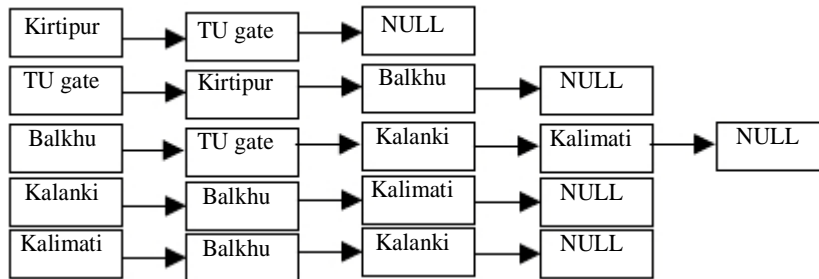 Kirtipur TU gate NULL
TU gate Kirtipur Balkhu NULL
Balkhu TU gate Kalanki Kalimati NULL
Kalanki Balkhu Kalimati NULL
Kalimati Balkhu Kalanki NULL